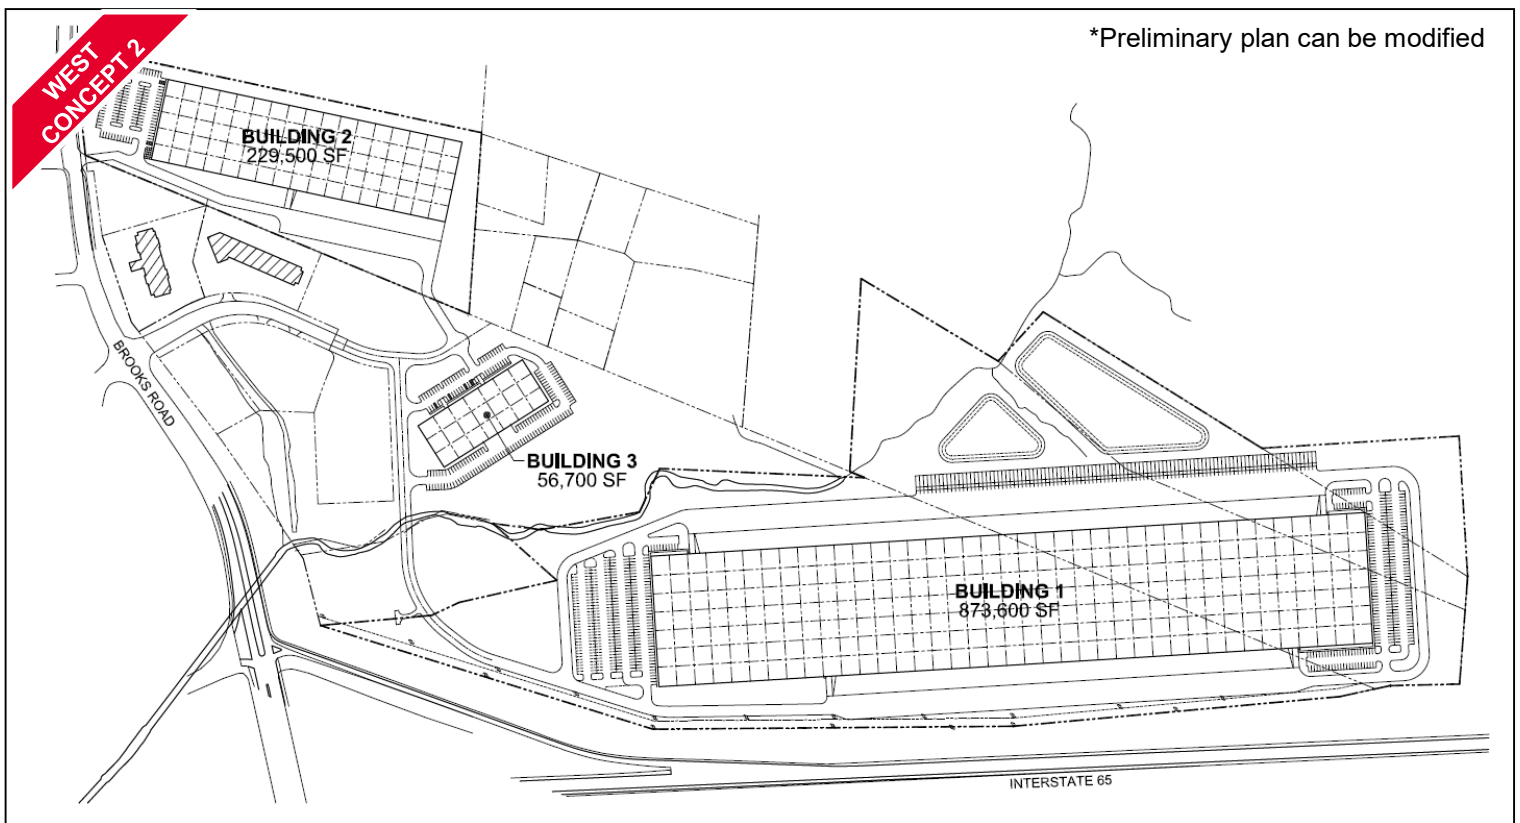 WEST
CONCEPT 2
*Preliminary plan can be modified
BUILDING 2
229,500 SF
BROOKS ROAD
BUILDING 3
56,700 SF
BUILDING 1
873,600 SF
INTERSTATE 65